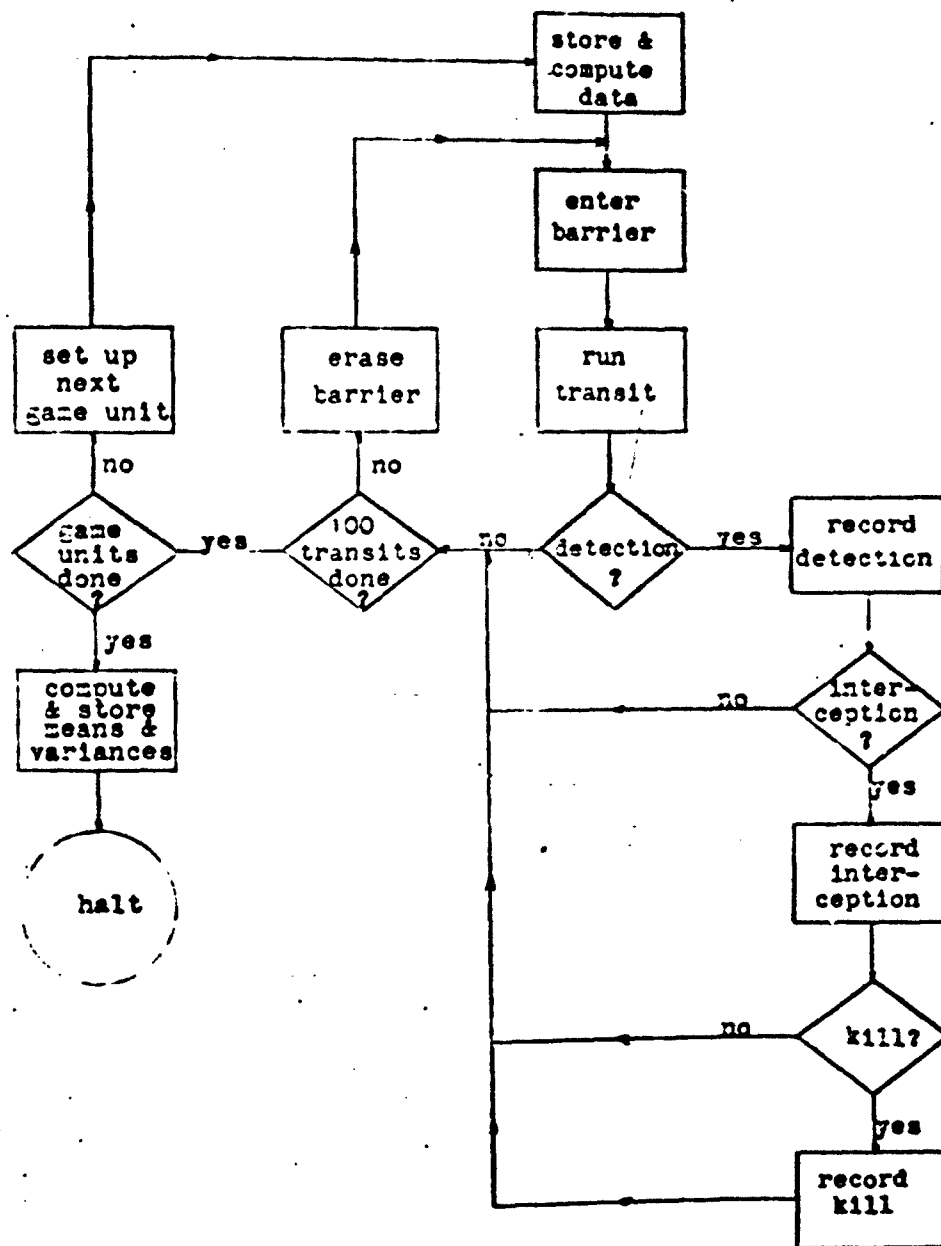 store &
compute
data
enter
barrier
set up
next
game unit
erase
barrier
run
transit
no
no
game
units
done
?
yes
100
transits
done
?
no
detection
?
yes
record
detection
yes
compute
& store
means &
variances
no
inter-
ception
?
yes
halt
record
inter-
ception
no
kill?
yes
record
kill